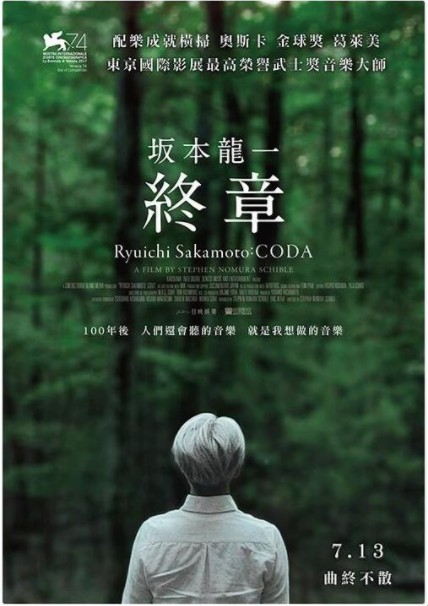 74
配樂成就橫掃 奧斯卡 金球獎 葛萊美
東京國際影展最高榮譽武士獎音樂大師
坂本龍一
終章
Ryuichi Sakamoto:CODA
A FILM BY STEPHEN NOMURA SCHIBLE
100年後 人們還會聽的音樂 就是我想做的音樂
7.13
曲終不散